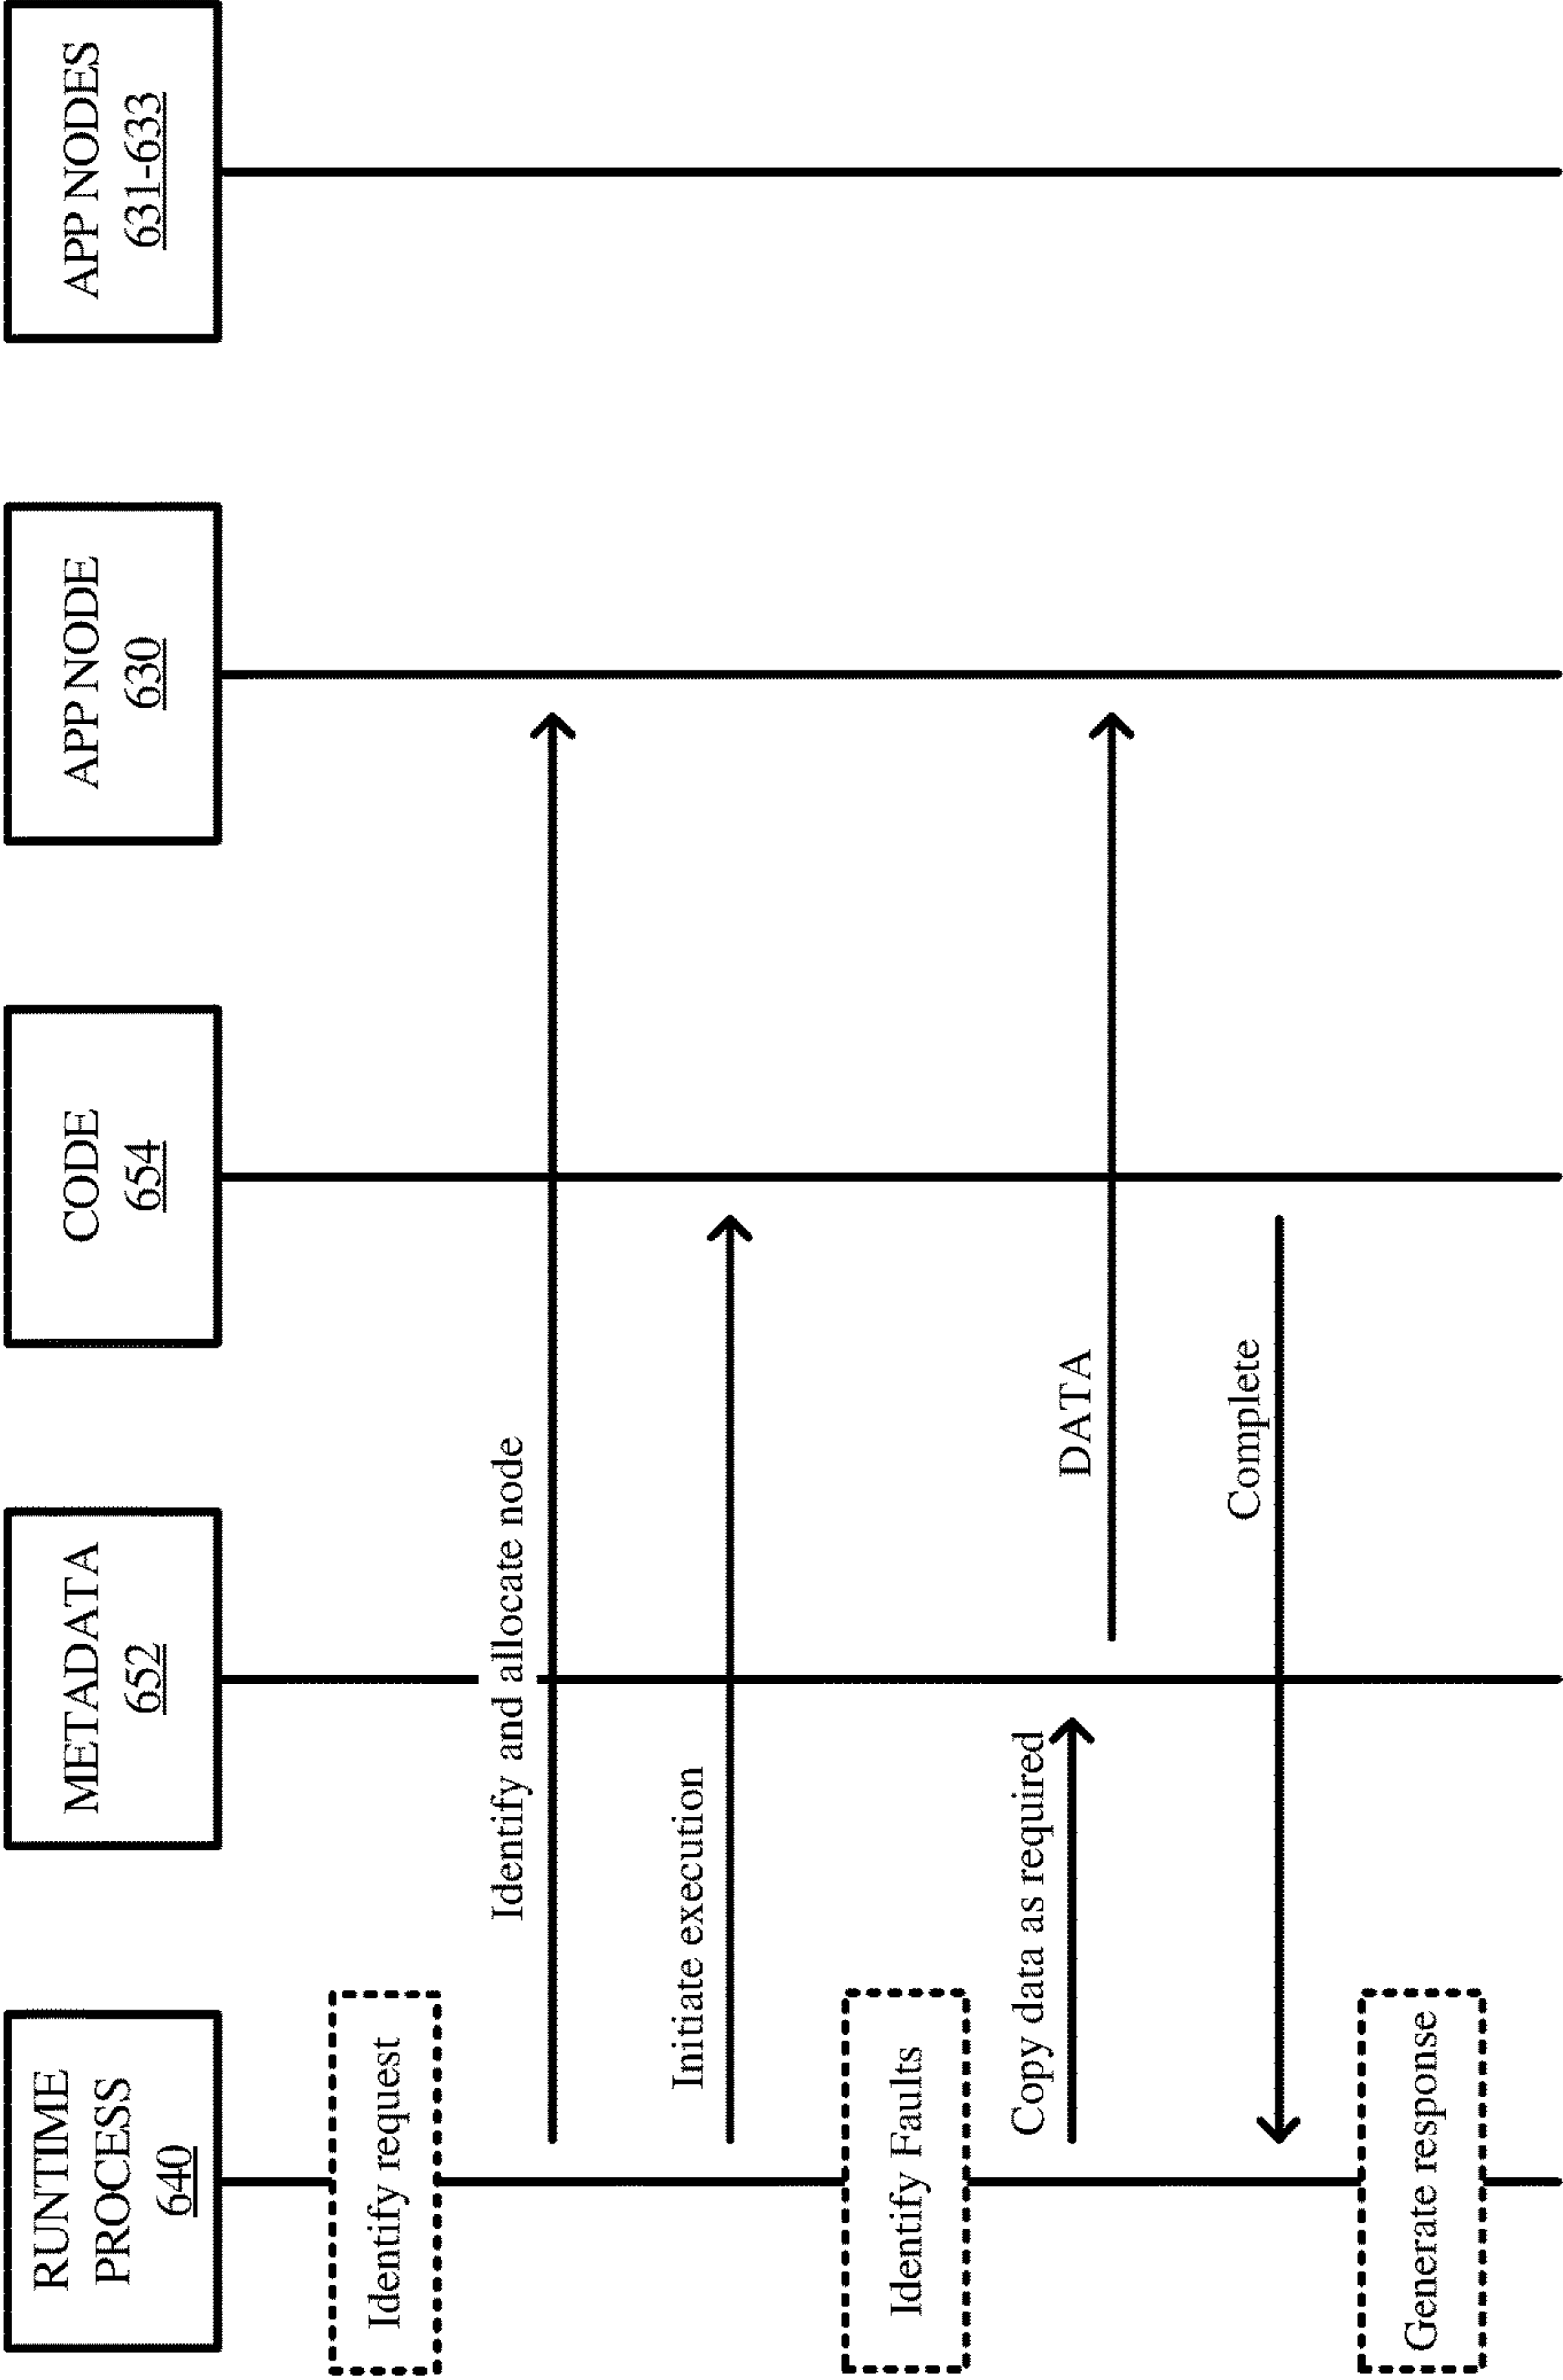 RUNTIME
PROCESS
640
METADATA
652
CODE
654
APP NODE
630
APP NODES
631-633
Identify request
Identify and allocate node
Initiate execution
Identify Faults
Copy data as required
DATA
Complete
Generate response